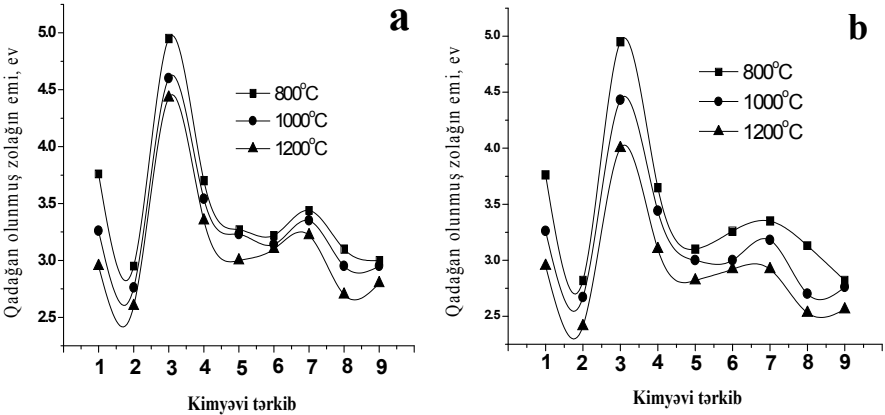 a
Qadağan olunmuş zolağın emi, ev
5.0
4.5
4.0
3.5
3.0
2.5
800°C
1000°C
1200°C
1 2 3 4 5 6 7 8 9
Kimyəvi tərkib
b
Qadağan olunmuş zolağın emi, ev
5.0
4.5
4.0
3.5
3.0
2.5
800°C
1000°C
1200°C
1 2 3 4 5 6 7 8 9
Kimyəvi tərkib